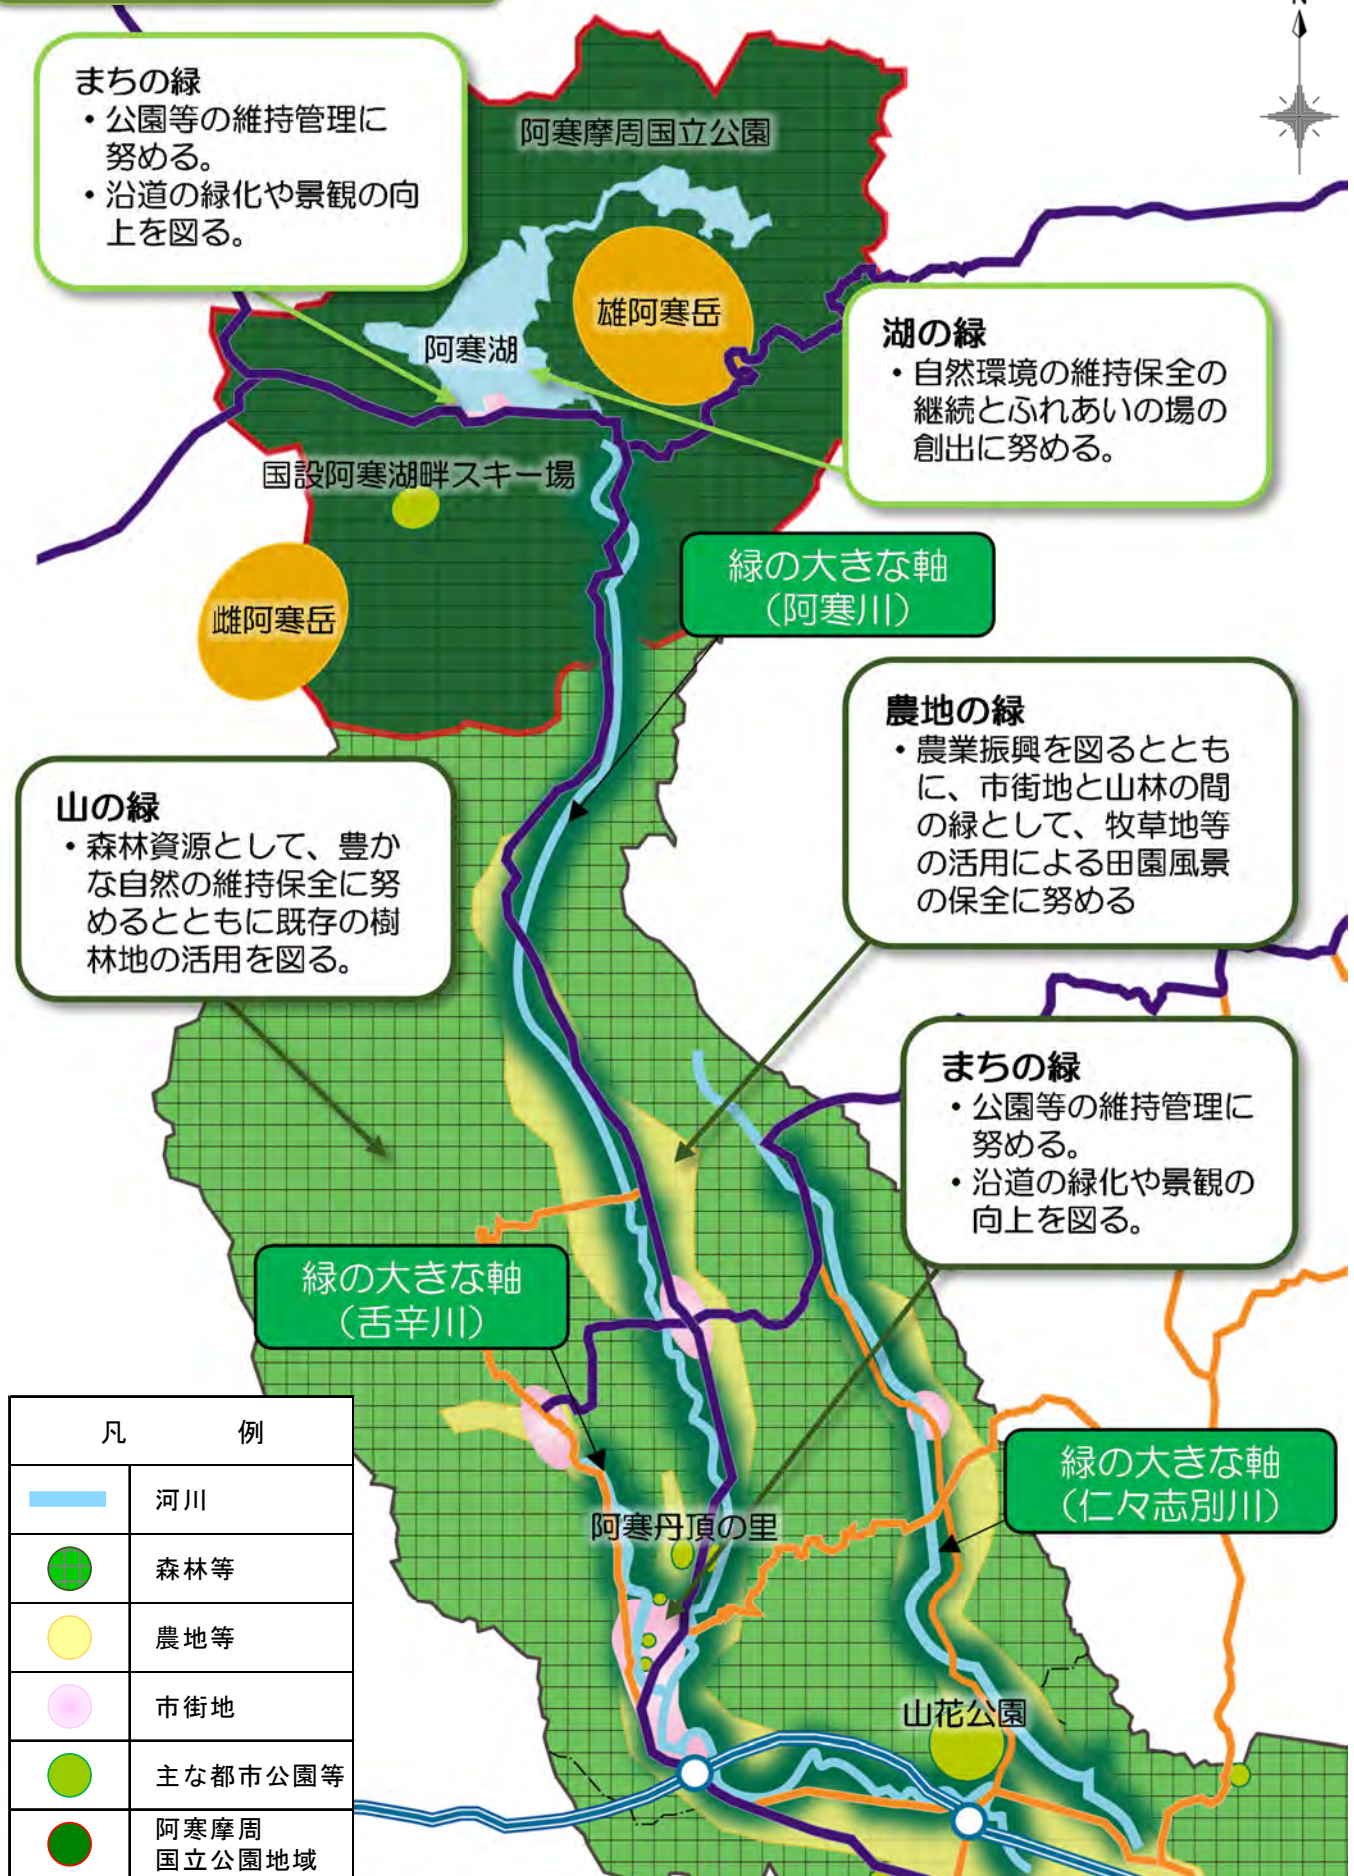 N
まちの緑
・公園等の維持管理に
努める。
・沿道の緑化や景観の向
上を図る。
阿寒摩周国立公園
雄阿寒岳
阿寒湖
湖の緑
・自然環境の維持保全の
継続とふれあいの場の
創出に努める。
国設阿寒湖畔スキー場
雌阿寒岳
緑の大きな軸
（阿寒川）
農地の緑
・農業振興を図るととも
に、市街地と山林の間
の緑として、牧草地等
の活用による田園風景
の保全に努める
山の緑
・森林資源として、豊か
な自然の維持保全に努
めるとともに既存の樹
林地の活用を図る。
まちの緑
・公園等の維持管理に
努める。
・沿道の緑化や景観の
向上を図る。
緑の大きな軸
（舌辛川）
緑の大きな軸
（仁々志別川）
阿寒丹頂の里
山花公園
凡　例
河川
森林等
農地等
市街地
主な都市公園等
阿寒摩周
国立公園地域